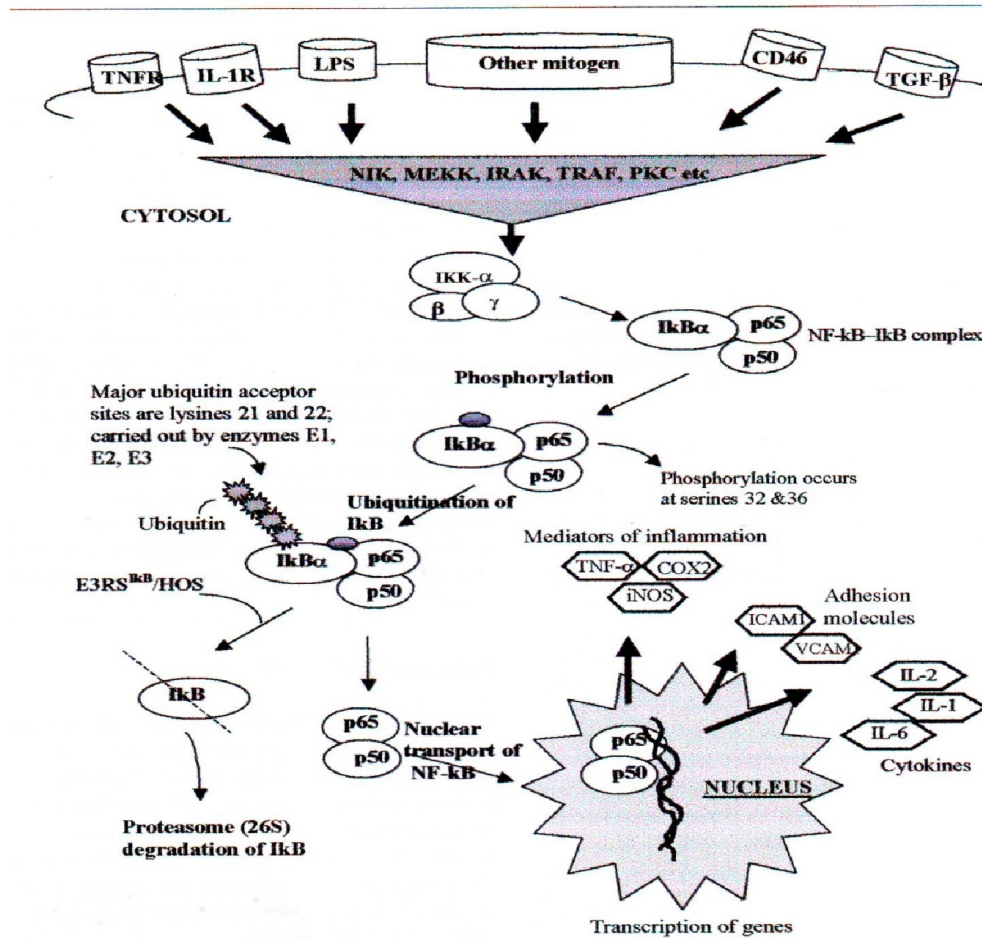 TNFR
IL-1R
LPS
Other mitogen
CD46
TGF-β
NIK, MEKK, IRAK, TRAF, PKC etc
CYTOSOL
IKK-α
β
γ
IkBα
p65
p50
NF-kB–IkB complex
Phosphorylation
Major ubiquitin acceptor
sites are lysines 21 and 22;
carried out by enzymes E1,
E2, E3
IkBα
p65
p50
Phosphorylation occurs
at serines 32 &36
Ubiquitin
Ubiquitination of
IkB
IkBα
p65
p50
Mediators of inflammation
TNF-α
COX2
iNOS
E3RSIkB/HOS
Adhesion
molecules
ICAM1
VCAM
IkB
IL-2
IL-1
IL-6
Cytokines
p65
p50
Nuclear
transport of
NF-kB
p65
p50
NUCLEUS
Proteasome (26S)
degradation of IkB
Transcription of genes